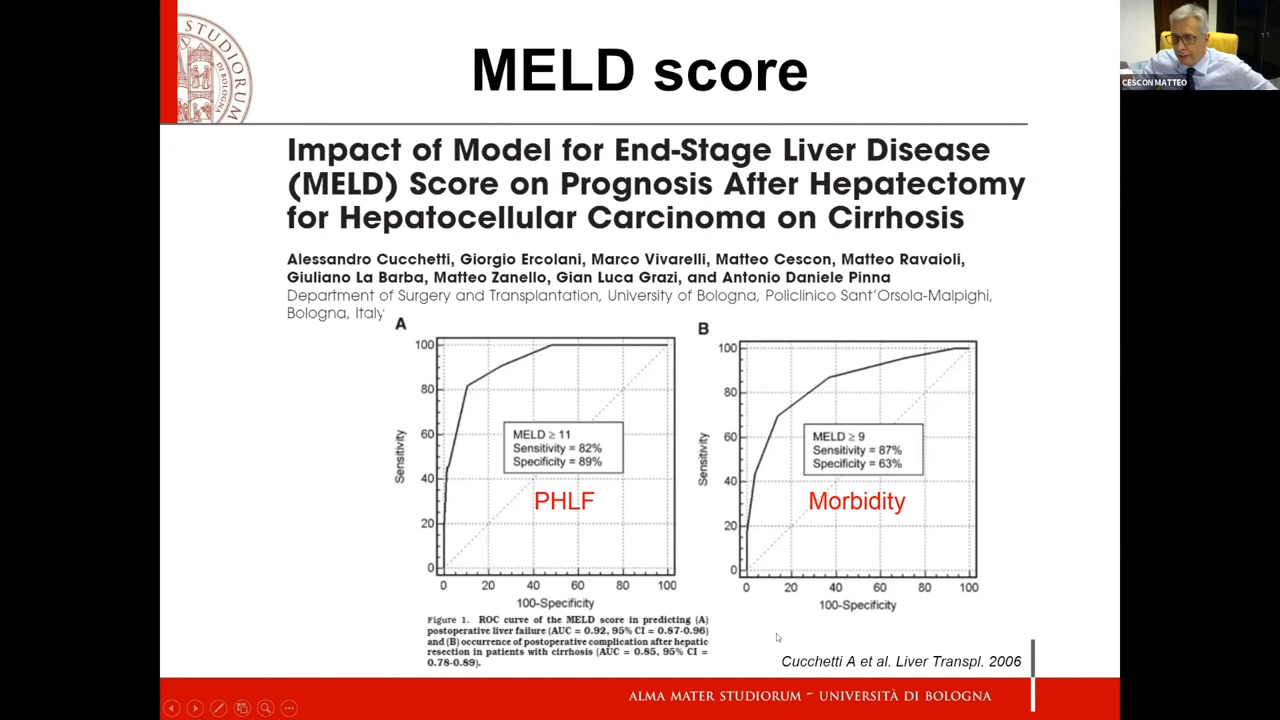 STUDIORUM
DI BOLOGNA
MELD score
CESCON MATTEO
Impact of Model for End-Stage Liver Disease
(MELD) Score on Prognosis After Hepatectomy
for Hepatocellular Carcinoma on Cirrhosis
Alessandro Cucchetti, Giorgio Ercolani, Marco Vivarelli, Matteo Cescon, Matteo Ravaioli,
Giuliano La Barba, Matteo Zanello, Gian Luca Grazi, and Antonio Daniele Pinna
Department of Surgery and Transplantation, University of Bologna, Policlinico Sant'Orsola-Malpighi,
Bologna, Italy
A
100
80
60
40
20
0
Sensitivity
MELD ≥ 11
Sensitivity = 82%
Specificity = 89%
PHLF
0 20 40 60 80 100
100-Specificity
B
100
80
60
40
20
0
Sensitivity
MELD ≥ 9
Sensitivity = 87%
Specificity = 63%
Morbidity
0 20 40 60 80 100
100-Specificity
Figure 1. ROC curve of the MELD score in predicting (A)
postoperative liver failure (AUC = 0.92, 95% CI = 0.87-0.96)
and (B) occurrence of postoperative complication after hepatic
resection in patients with cirrhosis (AUC = 0.85, 95% CI =
0.78-0.89).
Cucchetti A et al. Liver Transpl. 2006
ALMA MATER STUDIORUM ~ UNIVERSITÀ DI BOLOGNA